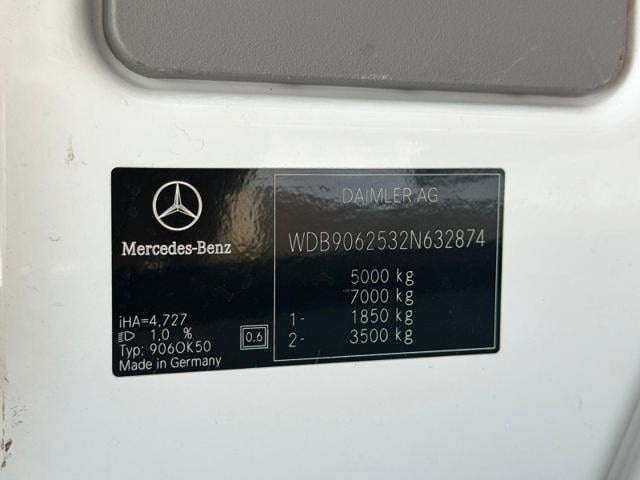 DAIMLER AG
WDB9062532N632874
5000 kg
7000 kg
1- 1850 kg
2- 3500 kg
Mercedes-Benz
iHA=4,727
1,0 %
0.6
Typ: 906OK50
Made in Germany